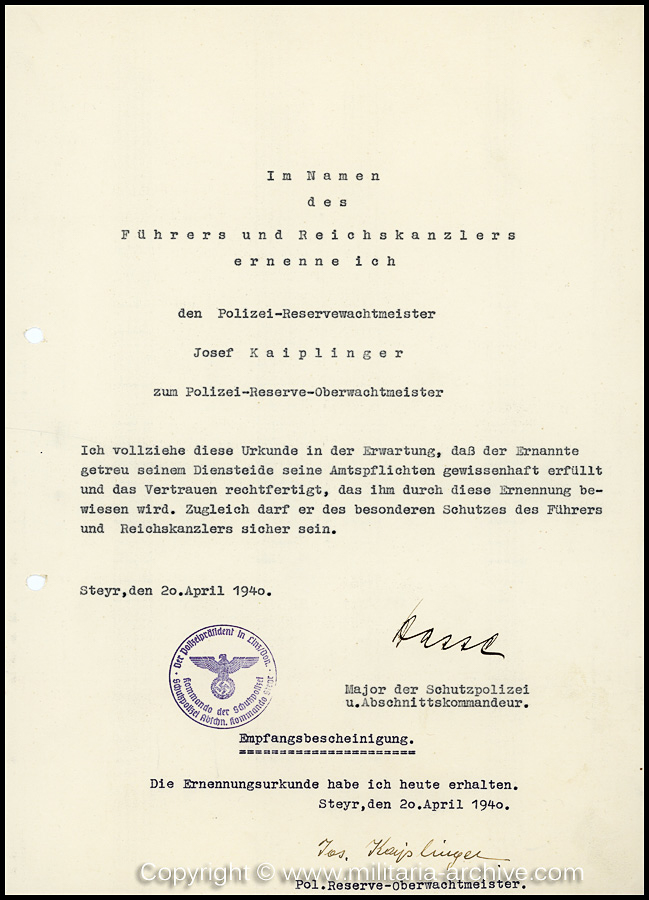 Im Namen
des
Führers und Reichskanzlers
ernenne ich
den Polizei-Reservewachtmeister
Josef Kaiplinger
zum Polizei-Reserve-Oberwachtmeister
Ich vollziehe diese Urkunde in der Erwartung, daß der Ernannte
getreu seinem Diensteide seine Amtspflichten gewissenhaft erfüllt
und das Vertrauen rechtfertigt, das ihm durch diese Ernennung be-
wiesen wird. Zugleich darf er des besonderen Schutzes des Führers
und Reichskanzlers sicher sein.
Steyr,den 20.April 1940.
Der Polizeipräsident in Linz/Don.
Kommando der Schutzpolizei
Schutzpolizei Abschn. Kommando Steyr
Major der Schutzpolizei
u.Abschnittskommandeur.
Empfangsbescheinigung.
Die Ernennungsurkunde habe ich heute erhalten.
Steyr,den 20.April 1940.
Jos. Kaiplinger
Pol.Reserve-Oberwachtmeister.
Copyright © www.militaria-archive.com